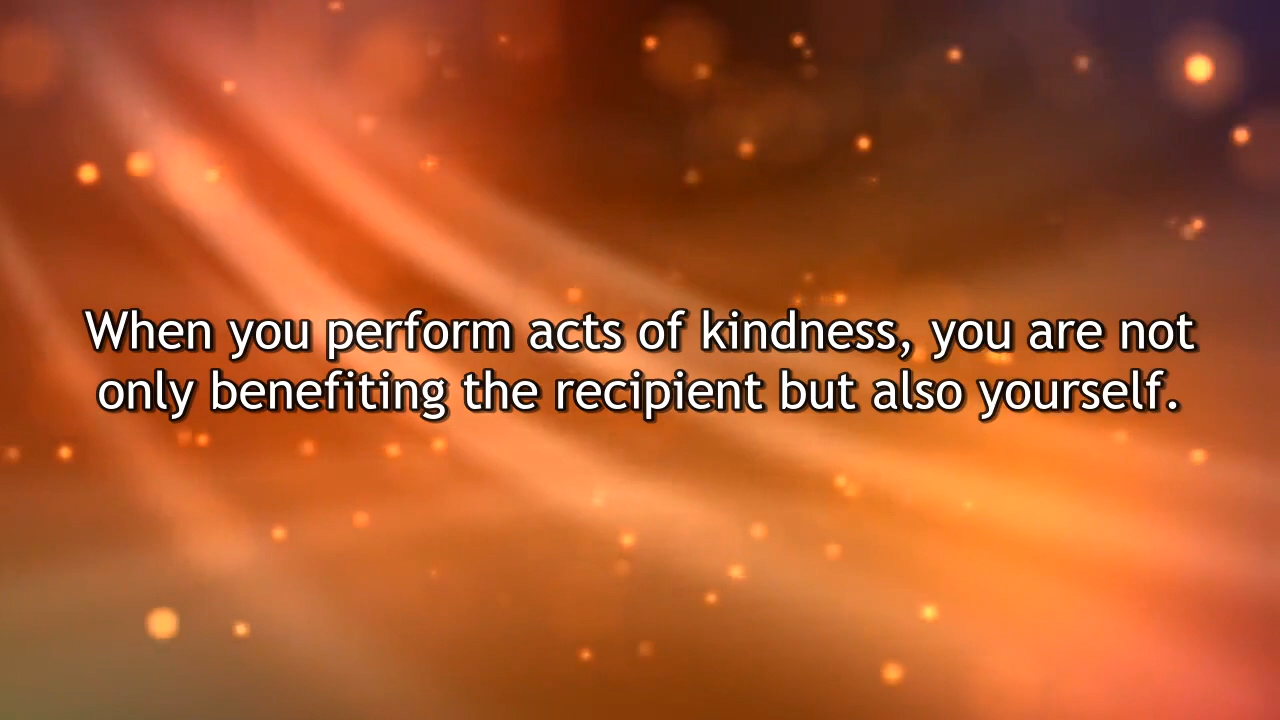 When you perform acts of kindness, you are not
only benefiting the recipient but also yourself.